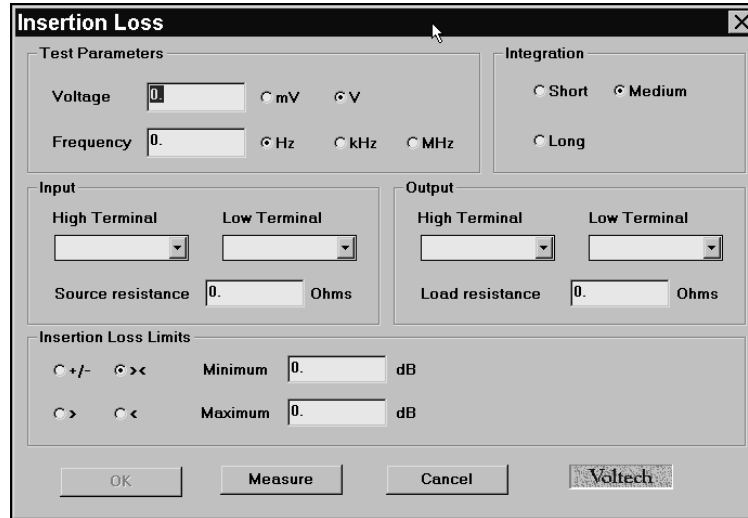 Insertion Loss
Test Parameters
Voltage 0. mV V
Frequency 0. Hz kHz MHz
Integration
Short Medium
Long
Input
High Terminal Low Terminal
Source resistance 0. Ohms
Output
High Terminal Low Terminal
Load resistance 0. Ohms
Insertion Loss Limits
+/- >< Minimum 0. dB
> < Maximum 0. dB
OK Measure Cancel Voltech